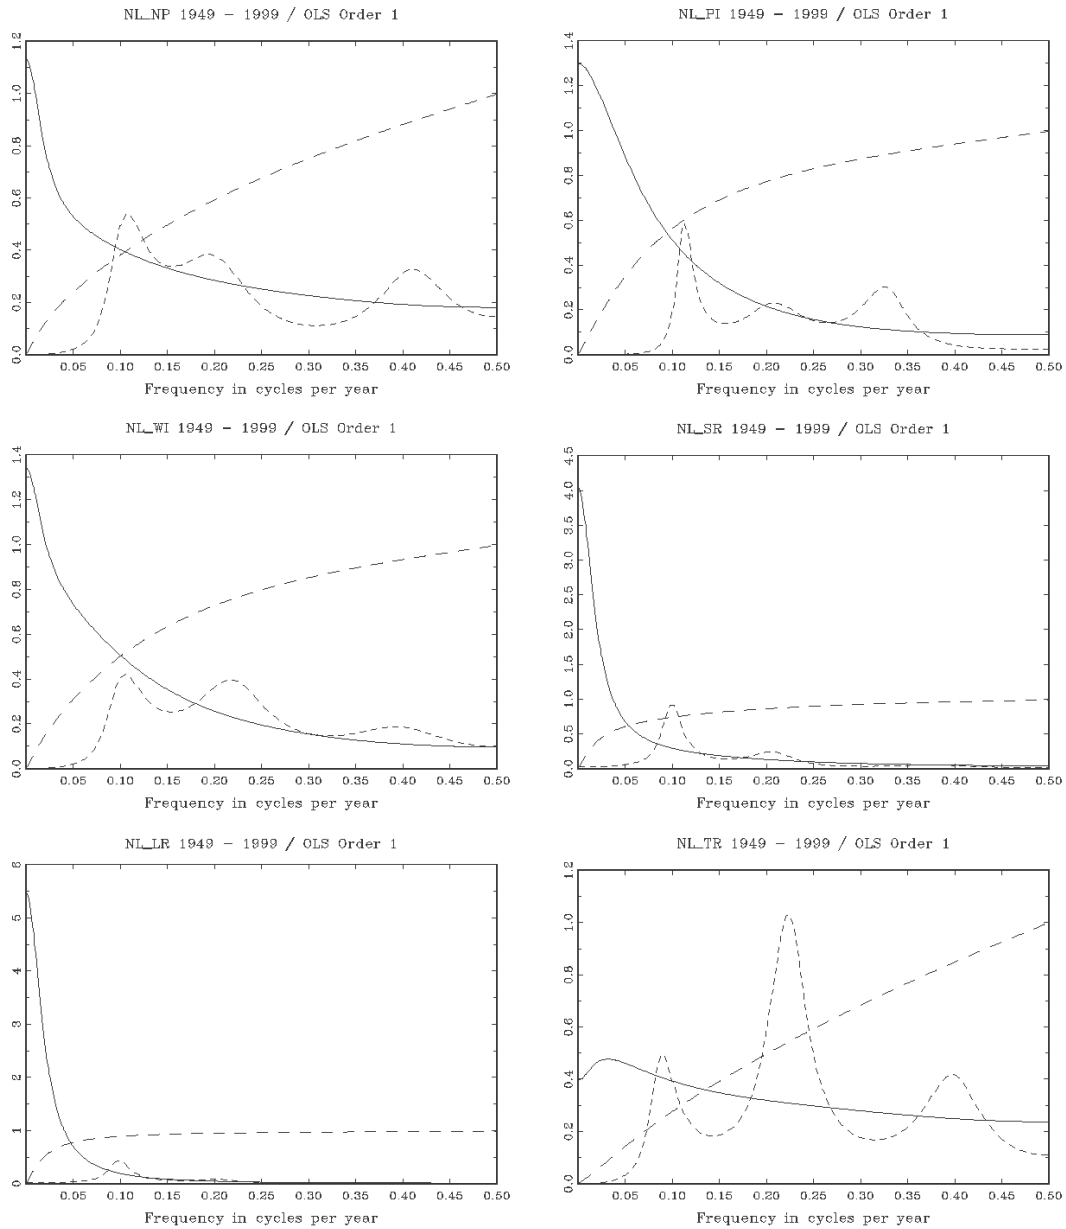 NL_NP 1949 - 1999 / OLS Order 1
0.0 0.2 0.4 0.6 0.8 1.0 1.2
0.05 0.10 0.15 0.20 0.25 0.30 0.35 0.40 0.45 0.50
Frequency in cycles per year
NL_PI 1949 - 1999 / OLS Order 1
0.0 0.2 0.4 0.6 0.8 1.0 1.2 1.4
0.05 0.10 0.15 0.20 0.25 0.30 0.35 0.40 0.45 0.50
Frequency in cycles per year
NL_WI 1949 - 1999 / OLS Order 1
0.0 0.2 0.4 0.6 0.8 1.0 1.2 1.4
0.05 0.10 0.15 0.20 0.25 0.30 0.35 0.40 0.45 0.50
Frequency in cycles per year
NL_SR 1949 - 1999 / OLS Order 1
0.0 0.5 1.0 1.5 2.0 2.5 3.0 3.5 4.0 4.5
0.05 0.10 0.15 0.20 0.25 0.30 0.35 0.40 0.45 0.50
Frequency in cycles per year
NL_LR 1949 - 1999 / OLS Order 1
0 1 2 3 4 5 6
0.05 0.10 0.15 0.20 0.25 0.30 0.35 0.40 0.45 0.50
Frequency in cycles per year
NL_TR 1949 - 1999 / OLS Order 1
0.0 0.2 0.4 0.6 0.8 1.0 1.2
0.05 0.10 0.15 0.20 0.25 0.30 0.35 0.40 0.45 0.50
Frequency in cycles per year